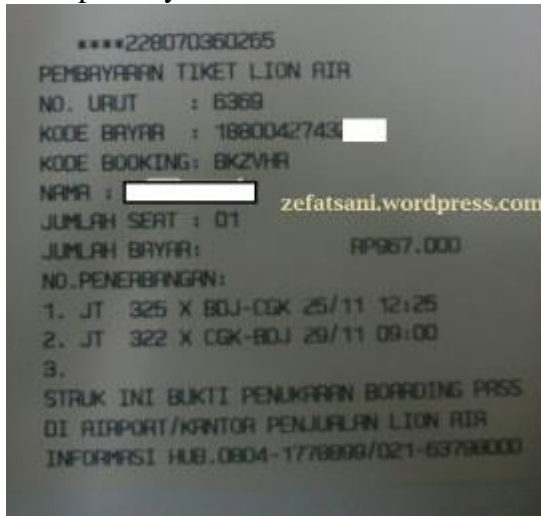 ****228070360265
PEMBAYARAN TIKET LION AIR
NO. URUT : 6369
KODE BAYAR : 18800427432
KODE BOOKING: BKZVHR
NAMA :
zefatsani.wordpress.com
JUMLAH SEAT : 01
JUMLAH BAYAR: RP967.000
NO.PENERBANGAN:
1. JT 325 X BDJ-CGK 25/11 12:25
2. JT 322 X CGK-BDJ 29/11 09:00
3.
STRUK INI BUKTI PENUKARAN BOARDING PASS
DI AIRPORT/KANTOR PENJUALAN LION AIR
INFORMASI HUB.0804-1778899/021-63798000